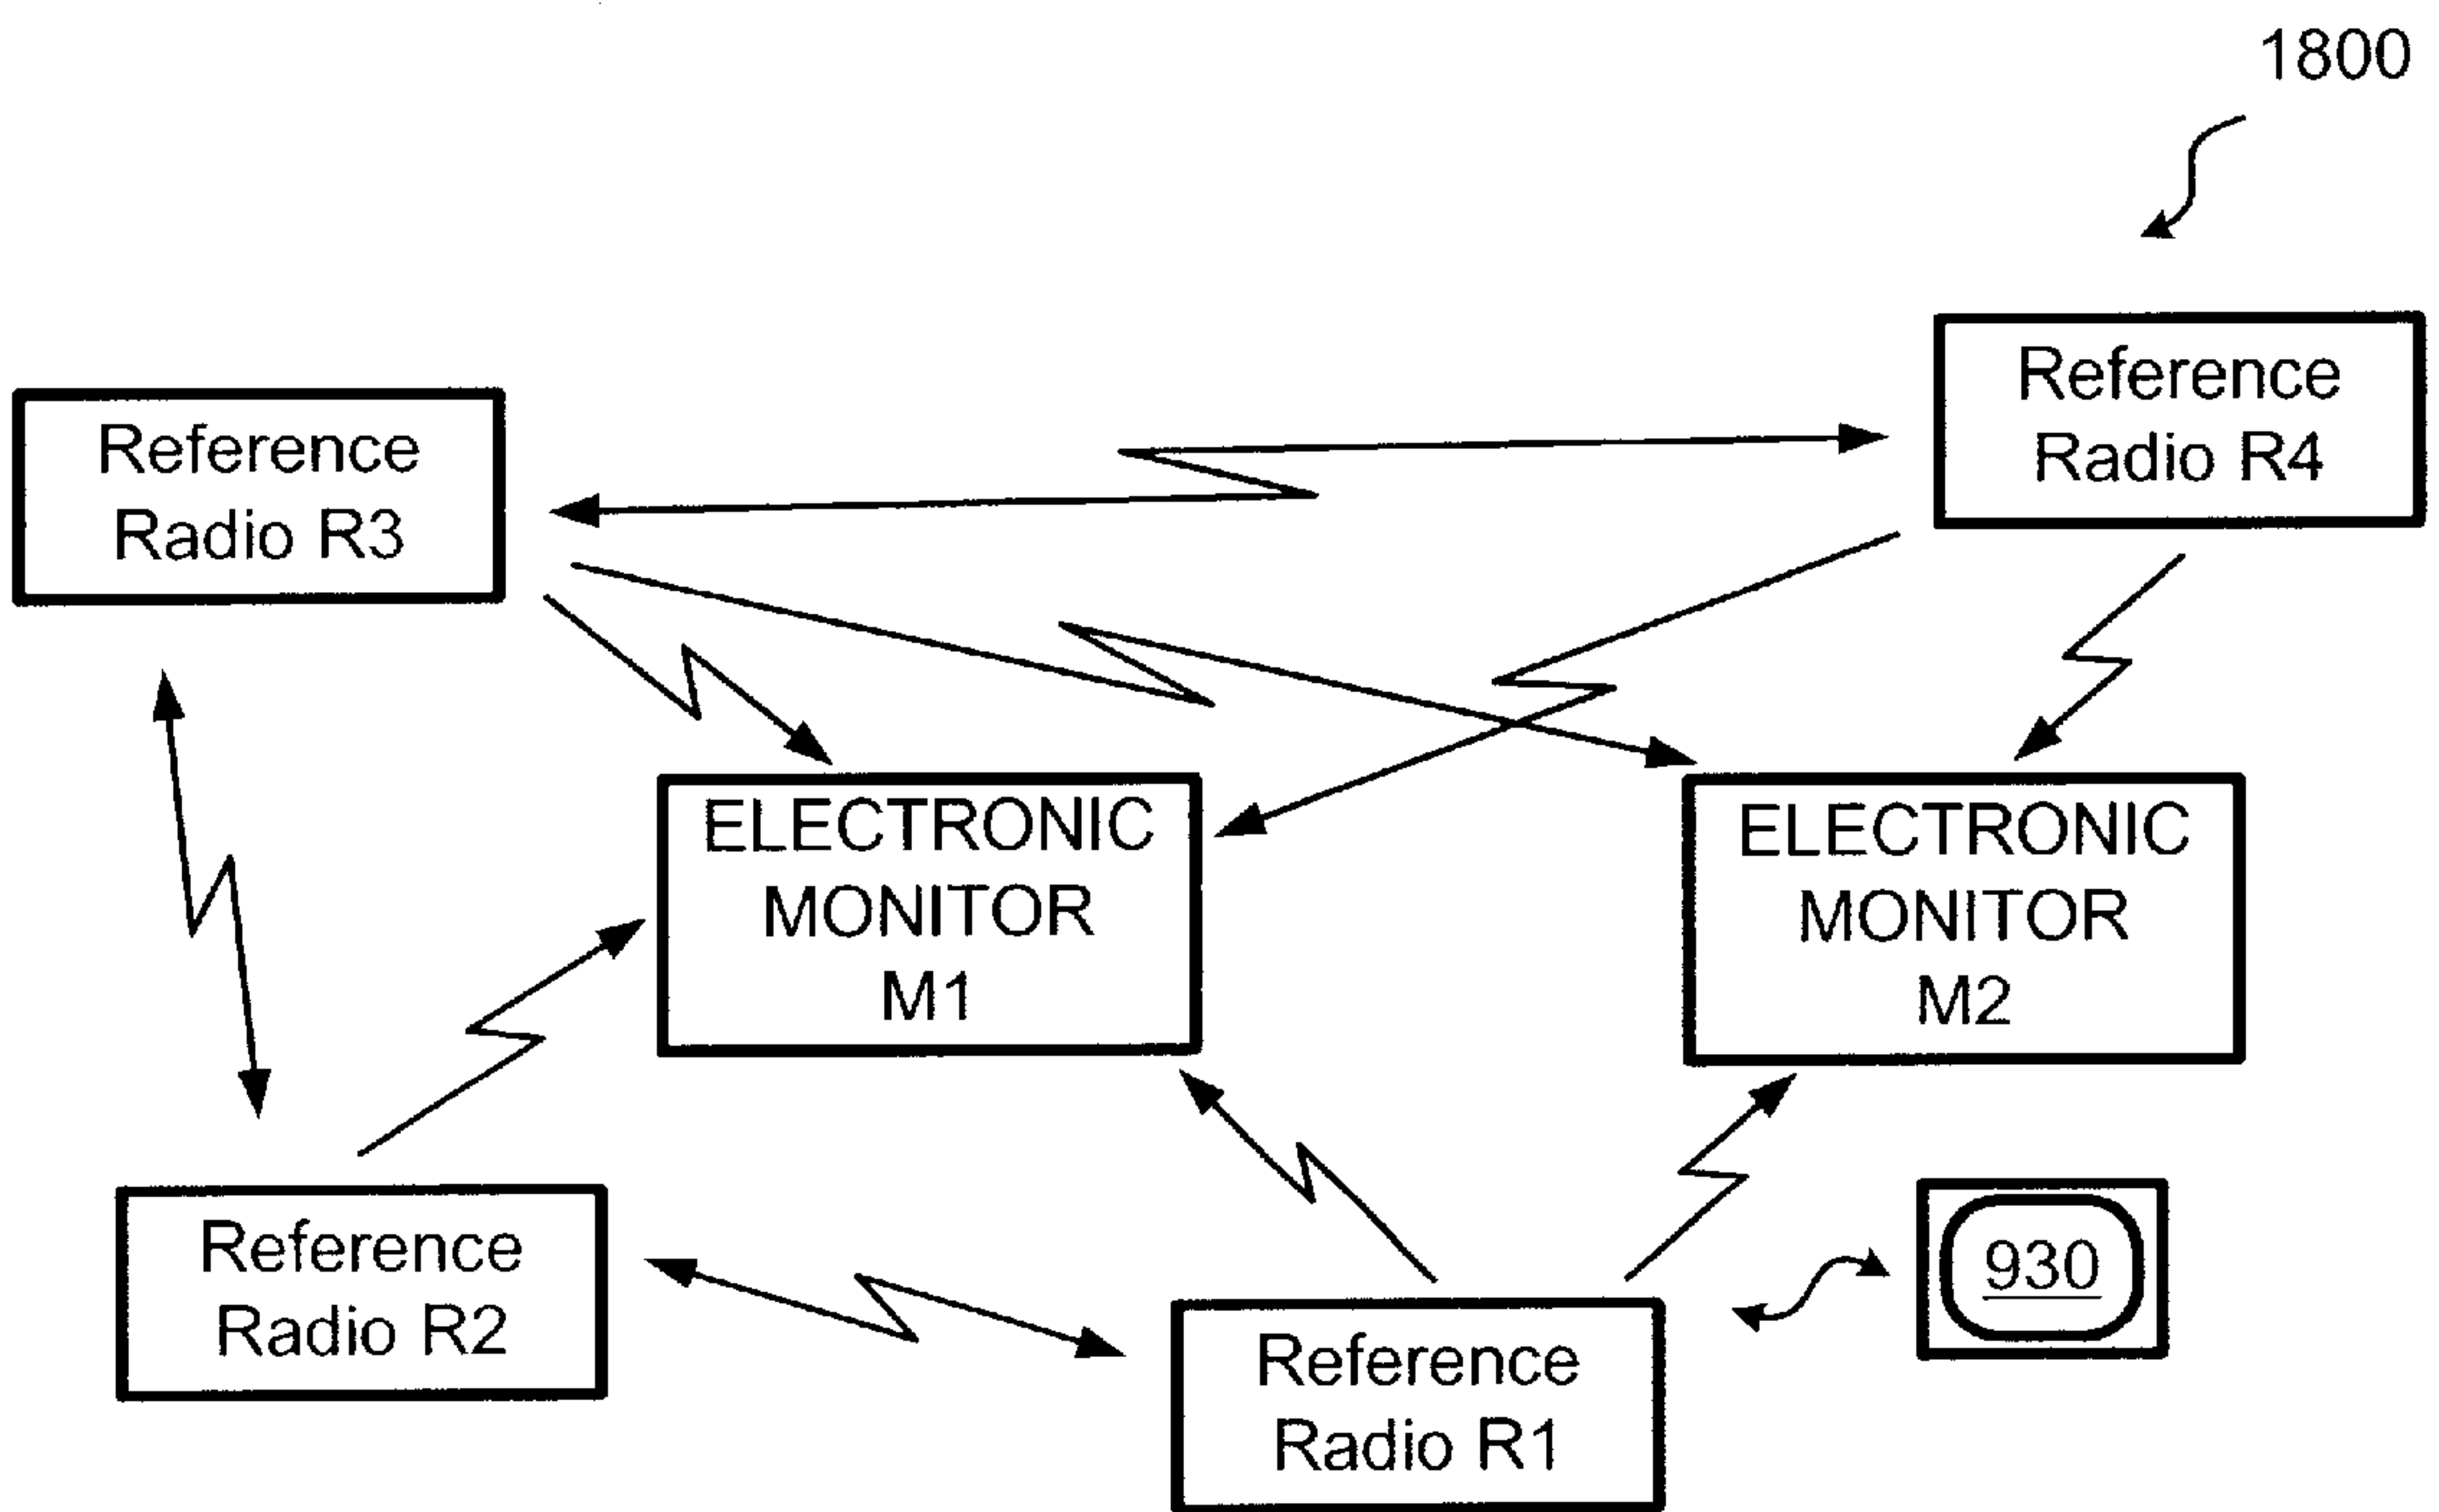 1800
Reference
Radio R4
Reference
Radio R3
ELECTRONIC
MONITOR
M1
ELECTRONIC
MONITOR
M2
Reference
Radio R2
Reference
Radio R1
930